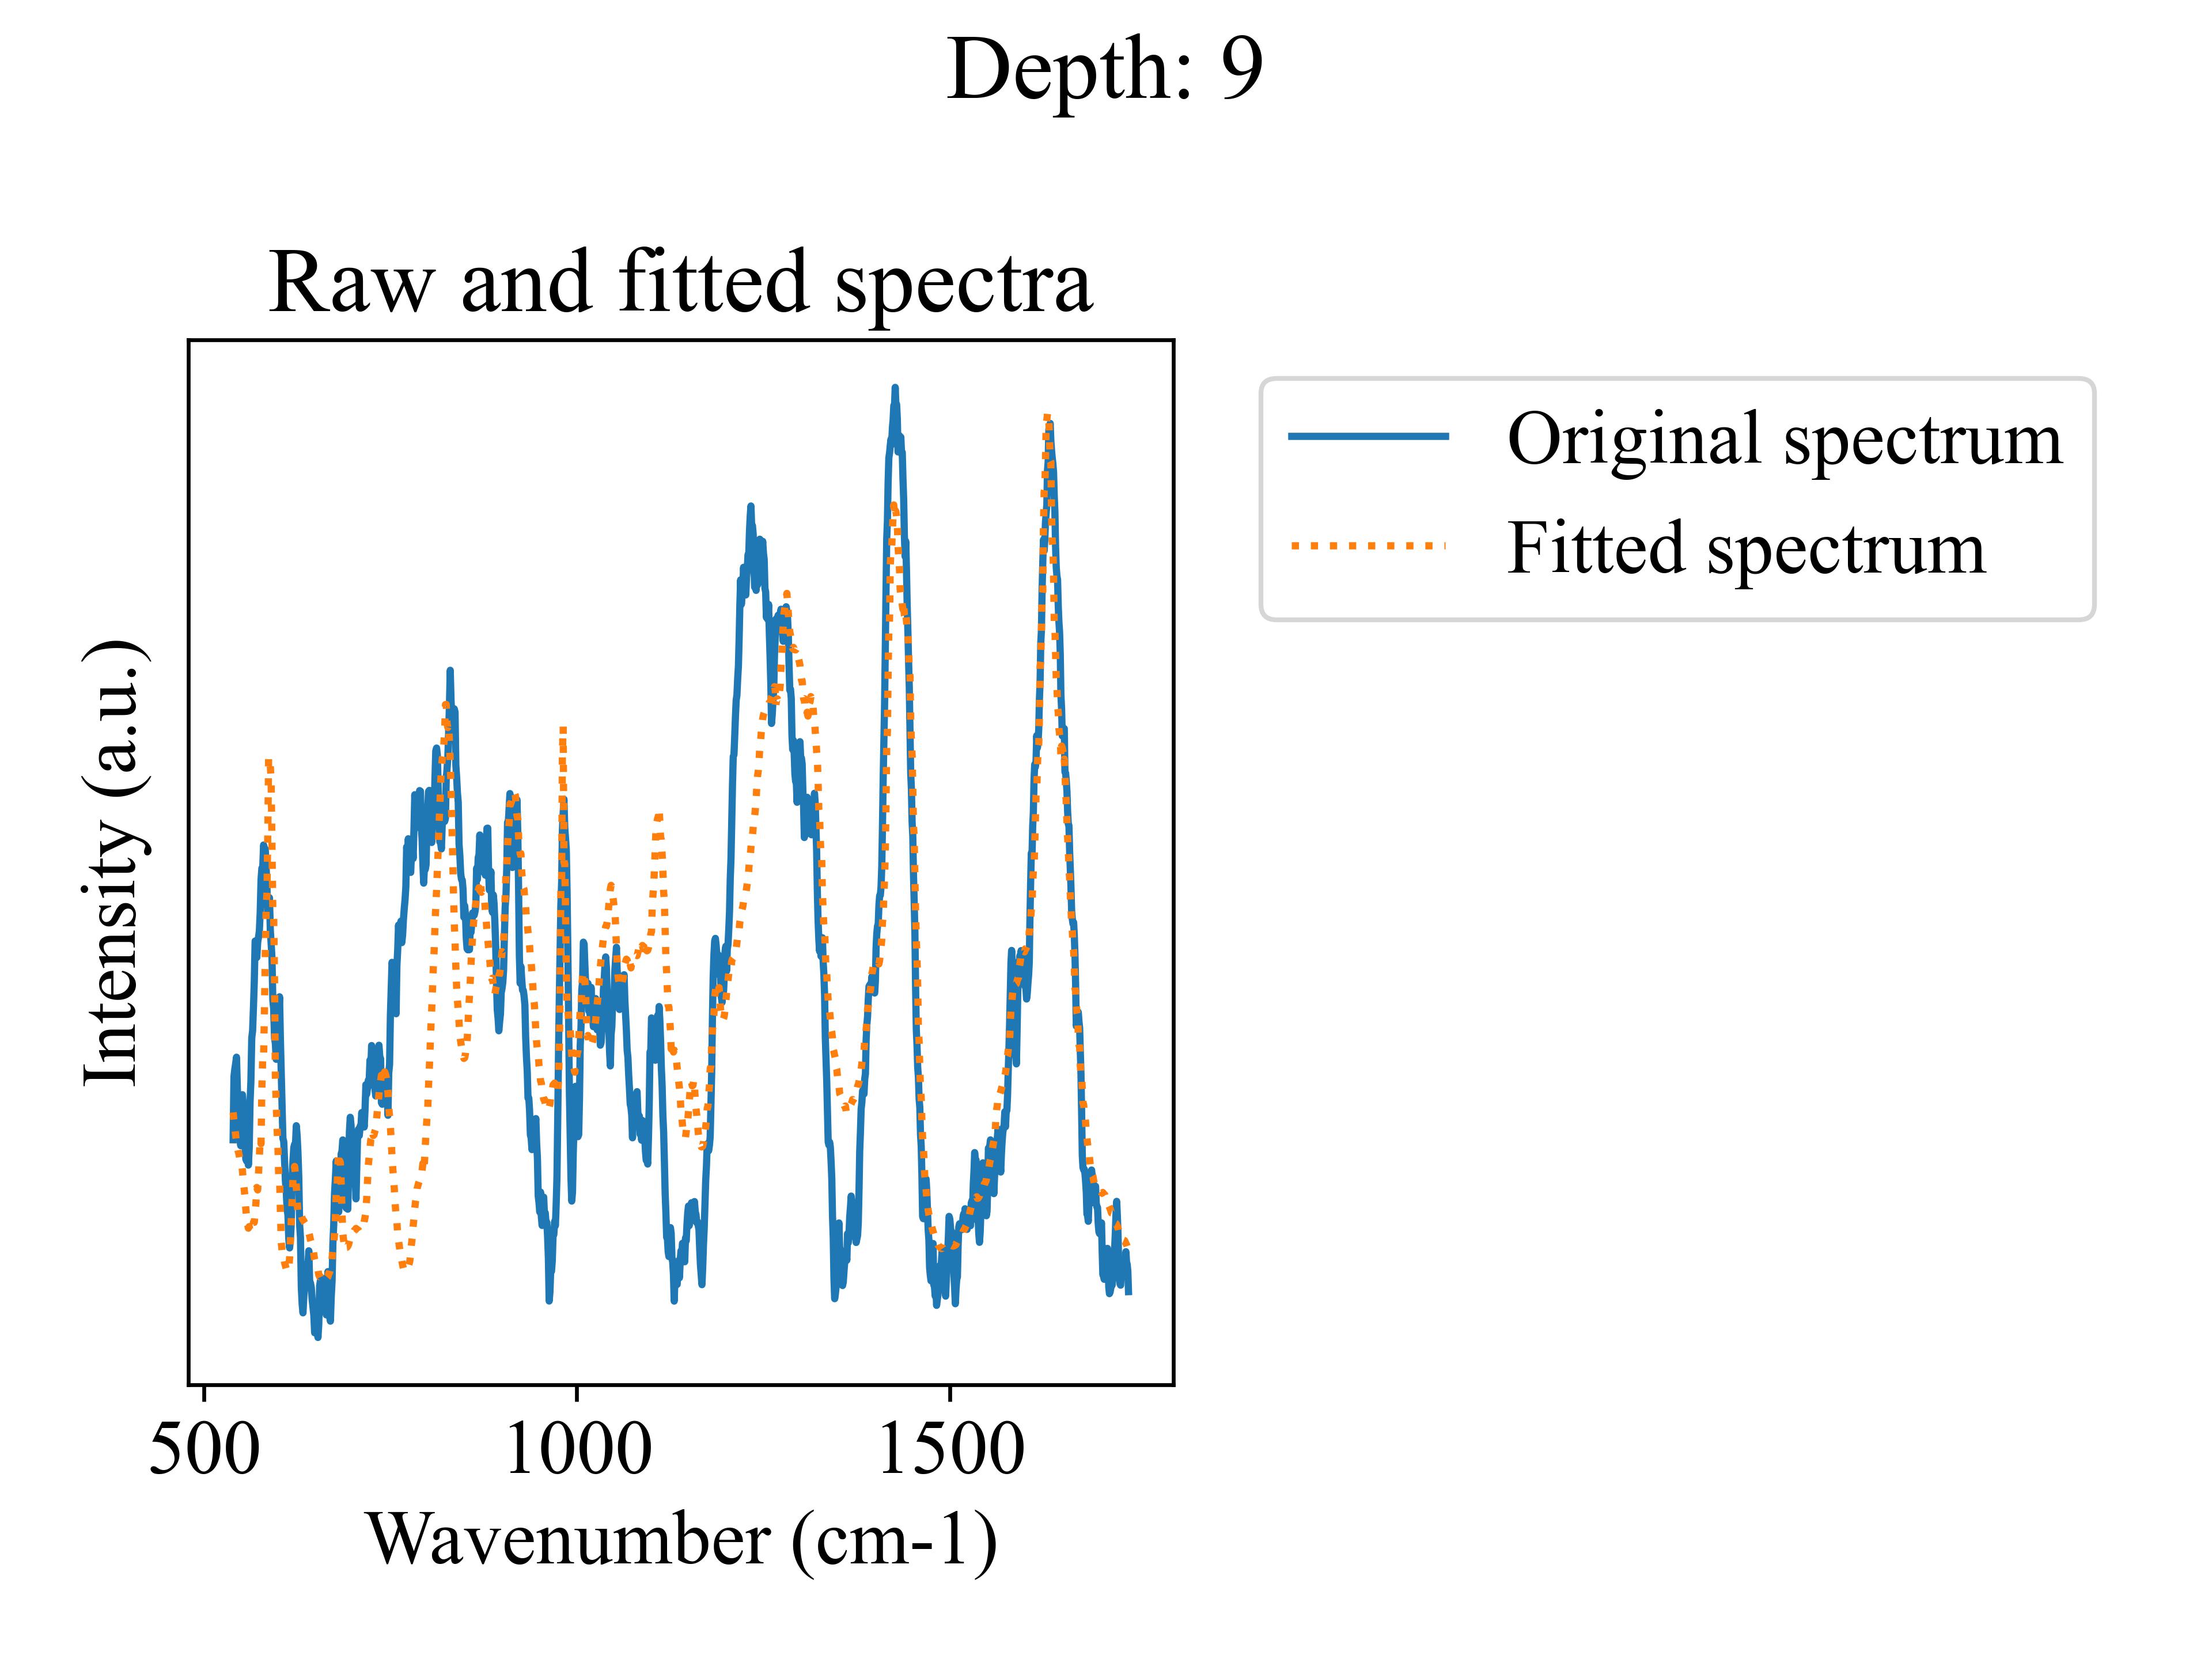 Depth: 9
Raw and fitted spectra
Original spectrum
Fitted spectrum
Intensity (a.u.)
500 1000 1500
Wavenumber (cm-1)